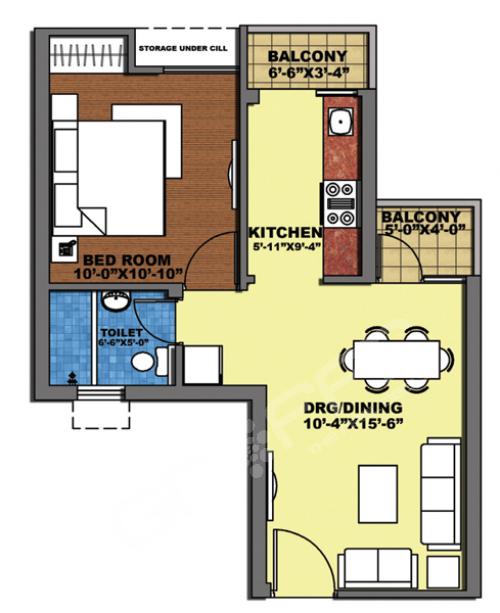 STORAGE UNDER CILL
BALCONY
6'-6"X3'-4"
KITCHEN
5'-11"X9'-4"
BALCONY
5'-0"X4'-0"
BED ROOM
10'-0"X10'-10"
TOILET
6'-6"X5'-0"
DRG/DINING
10'-4"X15'-6"